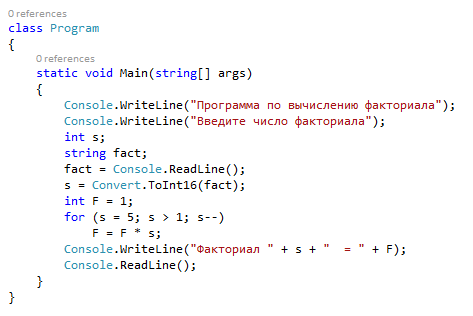 0 references
class Program
{
0 references
static void Main(string[] args)
{
Console.WriteLine("Программа по вычислению факториала");
Console.WriteLine("Введите число факториала");
int s;
string fact;
fact = Console.ReadLine();
s = Convert.ToInt16(fact);
int F = 1;
for (s = 5; s > 1; s--)
F = F * s;
Console.WriteLine("Факториал " + s + "  = " + F);
Console.ReadLine();
}
}